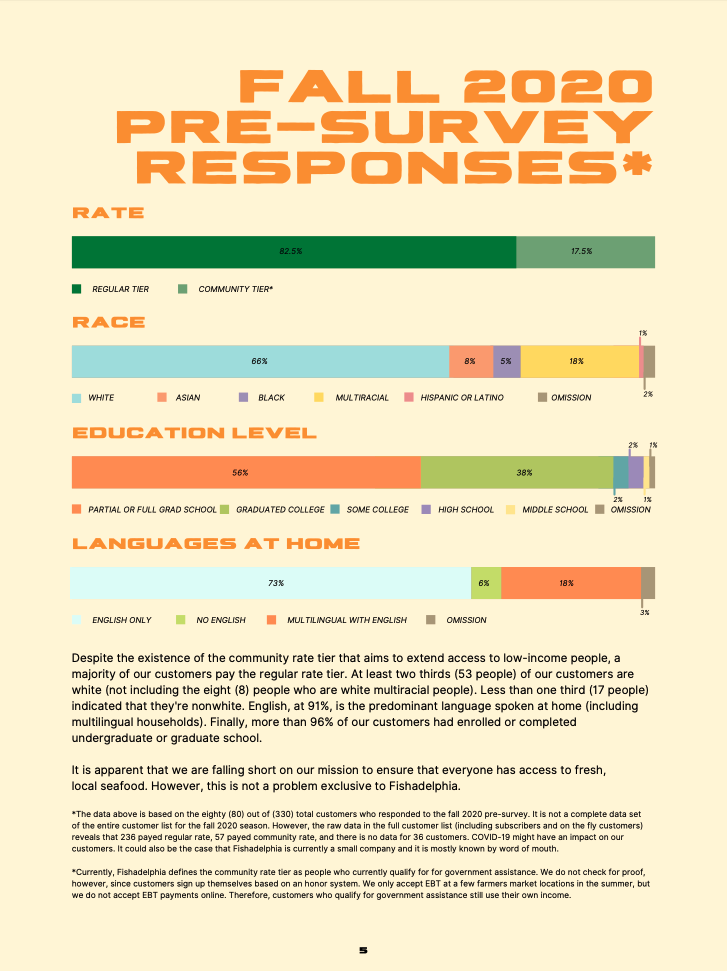 FALL 2020
PRE-SURVEY
RESPONSES*
RATE
82.5% 17.5%
REGULAR TIER COMMUNITY TIER*
RACE
1%
66% 8% 5% 18%
2%
WHITE ASIAN BLACK MULTIRACIAL HISPANIC OR LATINO OMISSION
EDUCATION LEVEL
2% 1%
56% 38%
2% 1%
PARTIAL OR FULL GRAD SCHOOL GRADUATED COLLEGE SOME COLLEGE HIGH SCHOOL MIDDLE SCHOOL OMISSION
LANGUAGES AT HOME
73% 6% 18%
3%
ENGLISH ONLY NO ENGLISH MULTILINGUAL WITH ENGLISH OMISSION
Despite the existence of the community rate tier that aims to extend access to low-income people, a
majority of our customers pay the regular rate tier. At least two thirds (53 people) of our customers are
white (not including the eight (8) people who are white multiracial people). Less than one third (17 people)
indicated that they're nonwhite. English, at 91%, is the predominant language spoken at home (including
multilingual households). Finally, more than 96% of our customers had enrolled or completed
undergraduate or graduate school.
It is apparent that we are falling short on our mission to ensure that everyone has access to fresh,
local seafood. However, this is not a problem exclusive to Fishadelphia.
*The data above is based on the eighty (80) out of (330) total customers who responded to the fall 2020 pre-survey. It is not a complete data set
of the entire customer list for the fall 2020 season. However, the raw data in the full customer list (including subscribers and on the fly customers)
reveals that 236 payed regular rate, 57 payed community rate, and there is no data for 36 customers. COVID-19 might have an impact on our
customers. It could also be the case that Fishadelphia is currently a small company and it is mostly known by word of mouth.
*Currently, Fishadelphia defines the community rate tier as people who currently qualify for for government assistance. We do not check for proof,
however, since customers sign up themselves based on an honor system. We only accept EBT at a few farmers market locations in the summer, but
we do not accept EBT payments online. Therefore, customers who qualify for government assistance still use their own income.
5